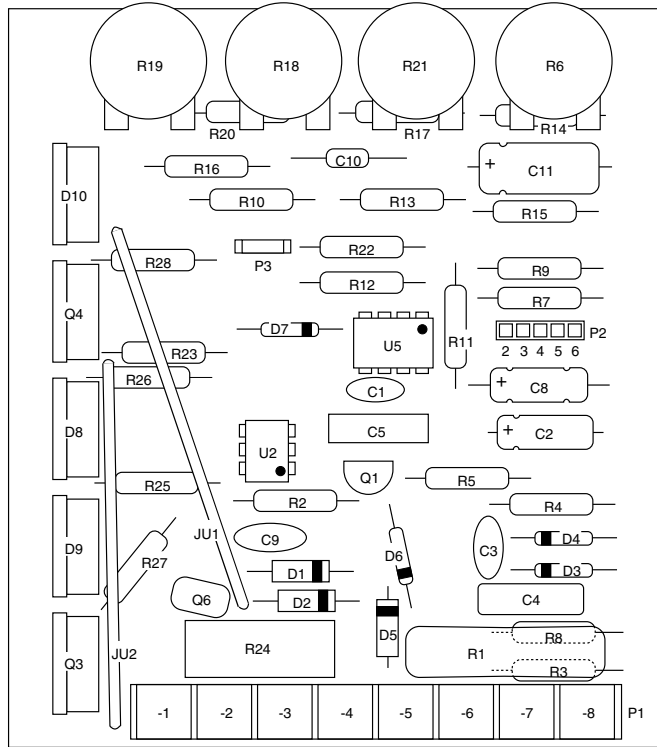 R19 R18 R21 R6
R20 R17 R14
R16 C10 + C11
D10 R10 R13 R15
P3 R22
R28 R12 R9
Q4 R7
D7 U5 R11 P2
2 3 4 5 6
R23
R26 C1 + C8
D8 U2 C5 + C2
Q1 R5
R25 R2 R4
JU1 C9 D6 C3 D4
D9 R27 D1 D3
Q6 D2 C4
D5
Q3 JU2 R24 R1 R8
R3
-1 -2 -3 -4 -5 -6 -7 -8 P1